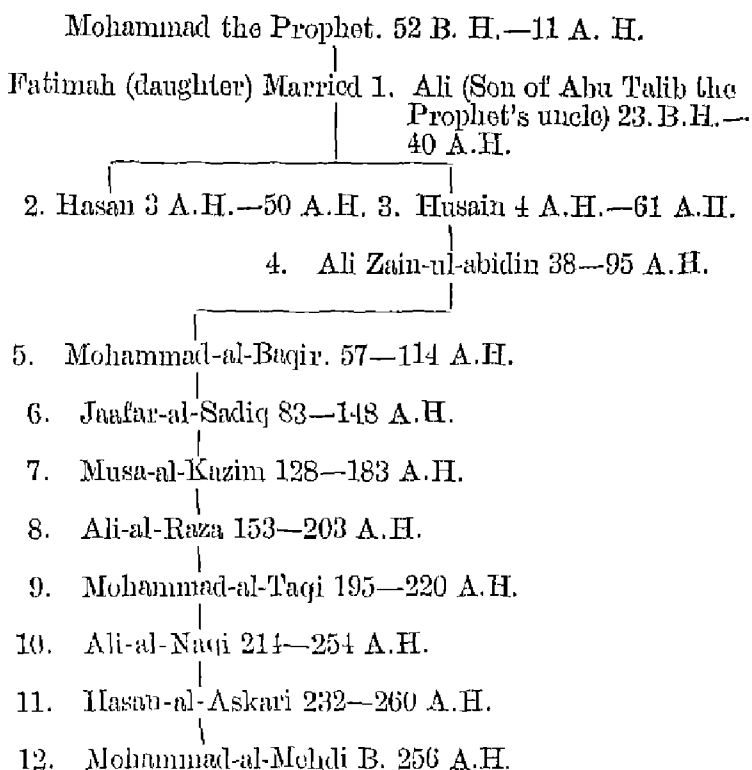 Mohammad the Prophet. 52 B. H.—11 A. H.
Fatimah (daughter) Married 1. Ali (Son of Abu Talib the
Prophet's uncle) 23.B.H.—
40 A.H.
2. Hasan 3 A.H.—50 A.H. 3. Husain 4 A.H.—61 A.H.
4. Ali Zain-ul-abidin 38—95 A.H.
5. Mohammad-al-Baqir. 57—114 A.H.
6. Jaafar-al-Sadiq 83—148 A.H.
7. Musa-al-Kazim 128—183 A.H.
8. Ali-al-Raza 153—203 A.H.
9. Mohammad-al-Taqi 195—220 A.H.
10. Ali-al-Naqi 214—254 A.H.
11. Hasan-al-Askari 232—260 A.H.
12. Mohammad-al-Mehdi B. 256 A.H.